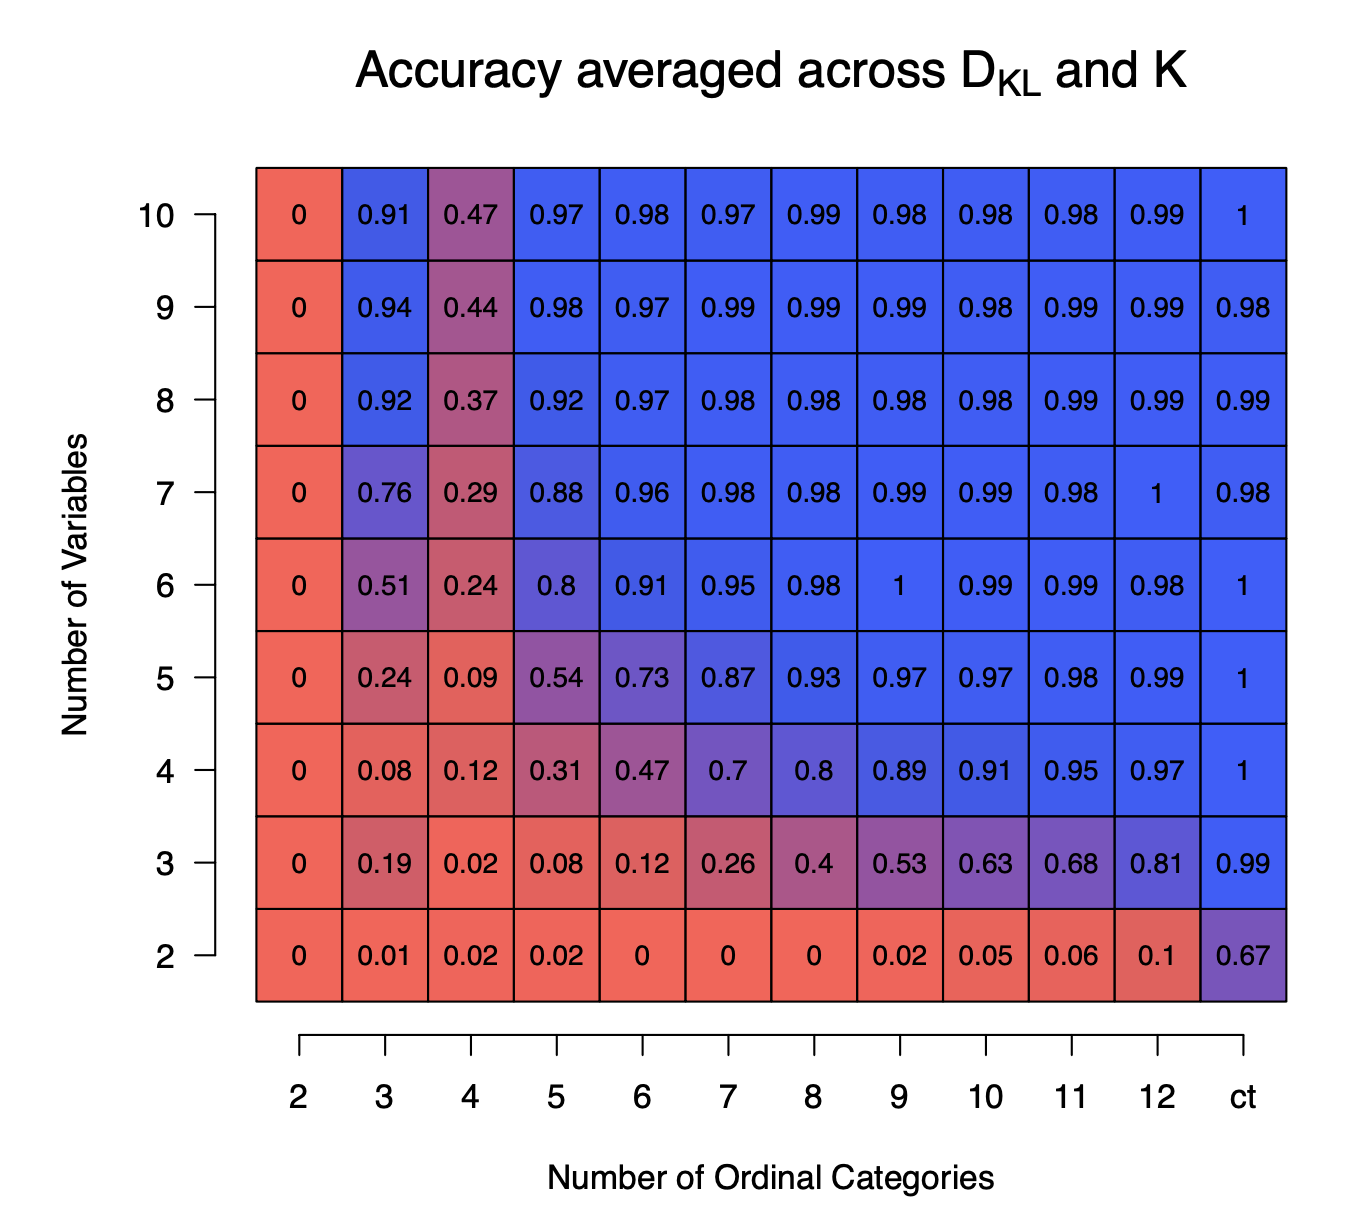 Accuracy averaged across DKL and K
10 0 0.91 0.47 0.97 0.98 0.97 0.99 0.98 0.98 0.98 0.99 1
9 0 0.94 0.44 0.98 0.97 0.99 0.99 0.99 0.98 0.99 0.99 0.98
8 0 0.92 0.37 0.92 0.97 0.98 0.98 0.98 0.98 0.99 0.99 0.99
7 0 0.76 0.29 0.88 0.96 0.98 0.98 0.99 0.99 0.98 1 0.98
6 0 0.51 0.24 0.8 0.91 0.95 0.98 1 0.99 0.99 0.98 1
5 0 0.24 0.09 0.54 0.73 0.87 0.93 0.97 0.97 0.98 0.99 1
4 0 0.08 0.12 0.31 0.47 0.7 0.8 0.89 0.91 0.95 0.97 1
3 0 0.19 0.02 0.08 0.12 0.26 0.4 0.53 0.63 0.68 0.81 0.99
2 0 0.01 0.02 0.02 0 0 0 0.02 0.05 0.06 0.1 0.67
Number of Variables
2 3 4 5 6 7 8 9 10 11 12 ct
Number of Ordinal Categories